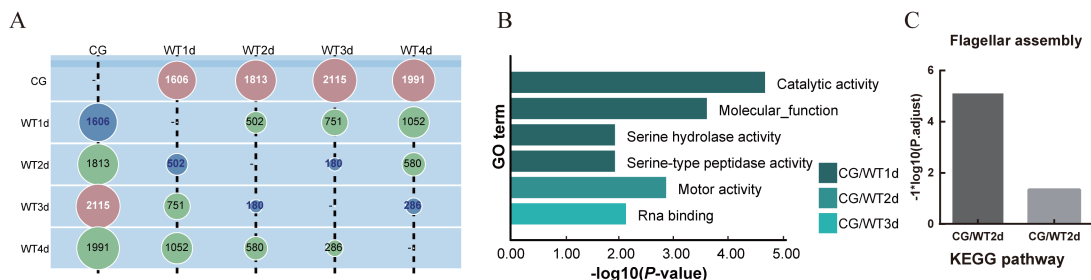 A
CG WT1d WT2d WT3d WT4d
CG - 1606 1813 2115 1991
WT1d 1606 - 502 751 1052
WT2d 1813 502 - 180 580
WT3d 2115 751 180 - 286
WT4d 1991 1052 580 286 -
B
GO term
Catalytic activity
Molecular_function
Serine hydrolase activity
Serine-type peptidase activity
Motor activity
Rna binding
CG/WT1d
CG/WT2d
CG/WT3d
0.00 1.00 2.00 3.00 4.00 5.00
-log10(P-value)
C
Flagellar assembly
-1*log10(P.adjust)
6
4
2
0
CG/WT2d CG/WT2d
KEGG pathway